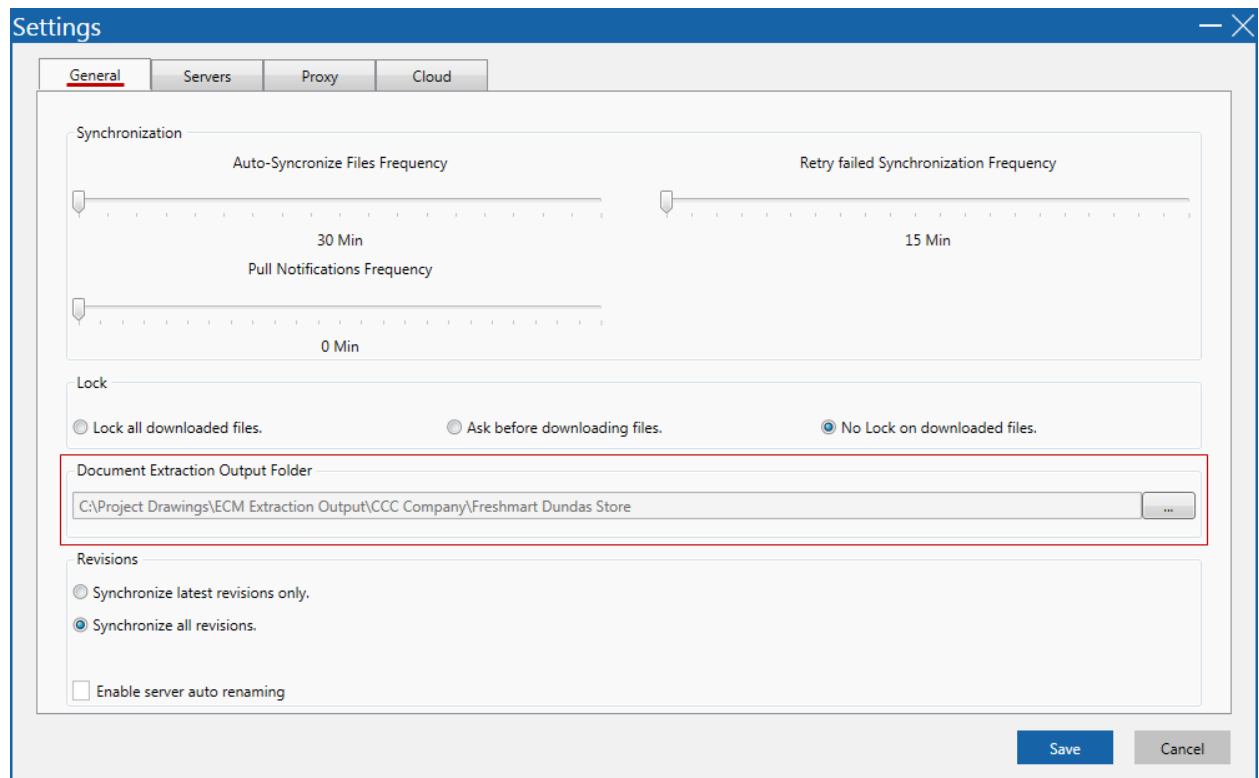 Settings
General Servers Proxy Cloud
Synchronization
Auto-Syncronize Files Frequency Retry failed Synchronization Frequency
30 Min 15 Min
Pull Notifications Frequency
0 Min
Lock
Lock all downloaded files. Ask before downloading files. No Lock on downloaded files.
Document Extraction Output Folder
C:\Project Drawings\ECM Extraction Output\CCC Company\Freshmart Dundas Store ...
Revisions
Synchronize latest revisions only.
Synchronize all revisions.
Enable server auto renaming
Save Cancel